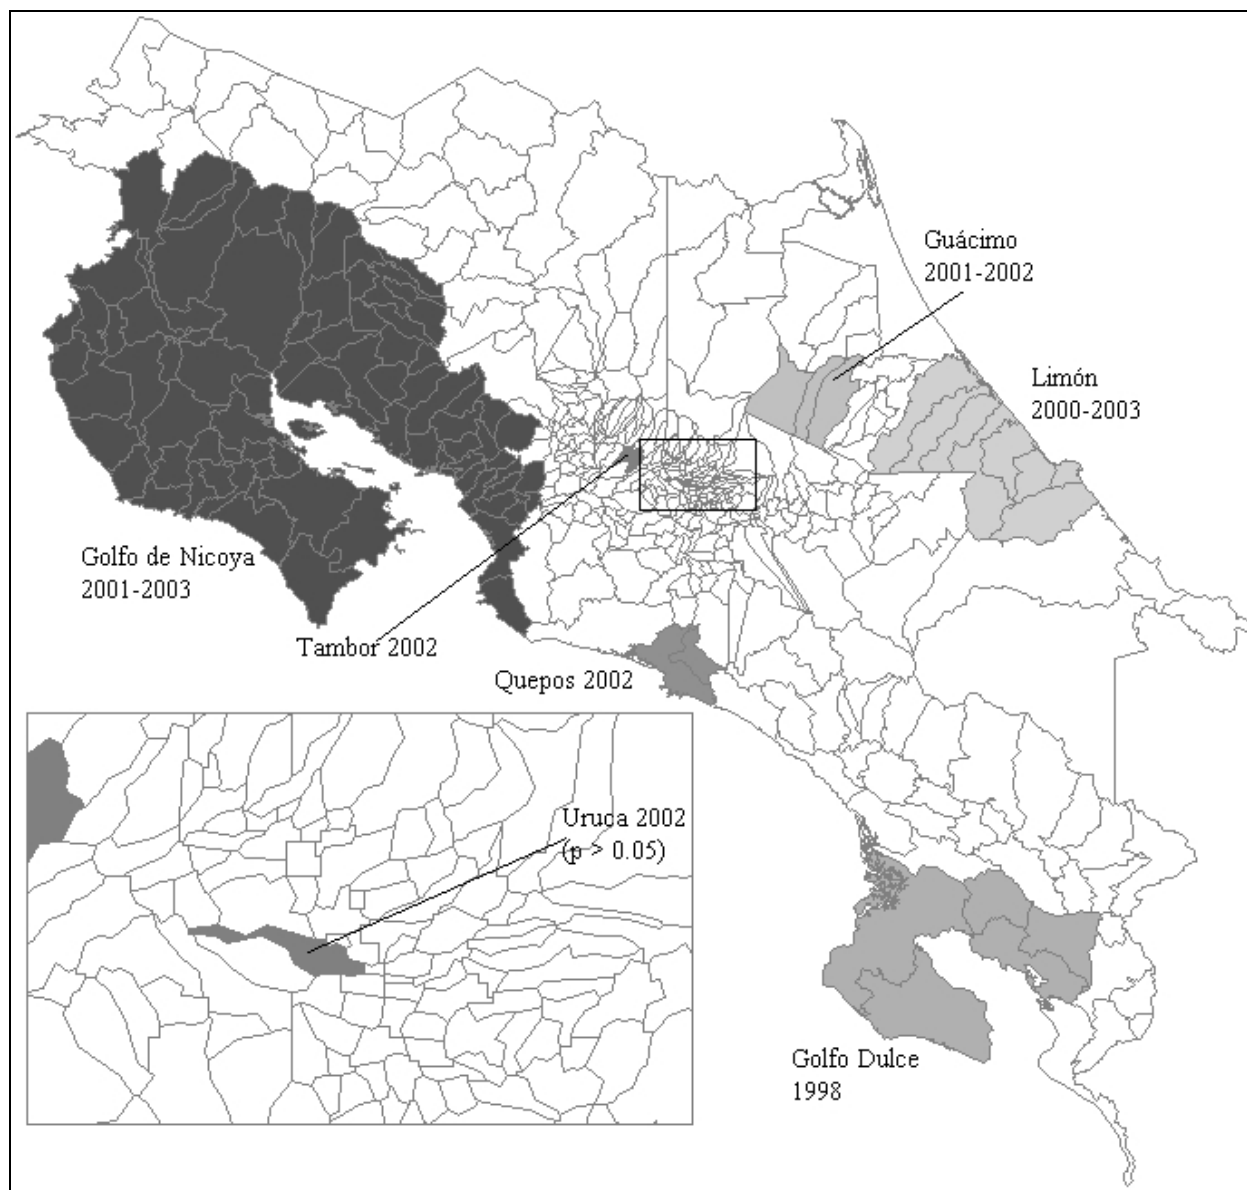 Guácimo
2001-2002
Limón
2000-2003
Golfo de Nicoya
2001-2003
Tambor 2002
Quepos 2002
Uruca 2002
(p > 0.05)
Golfo Dulce
1998